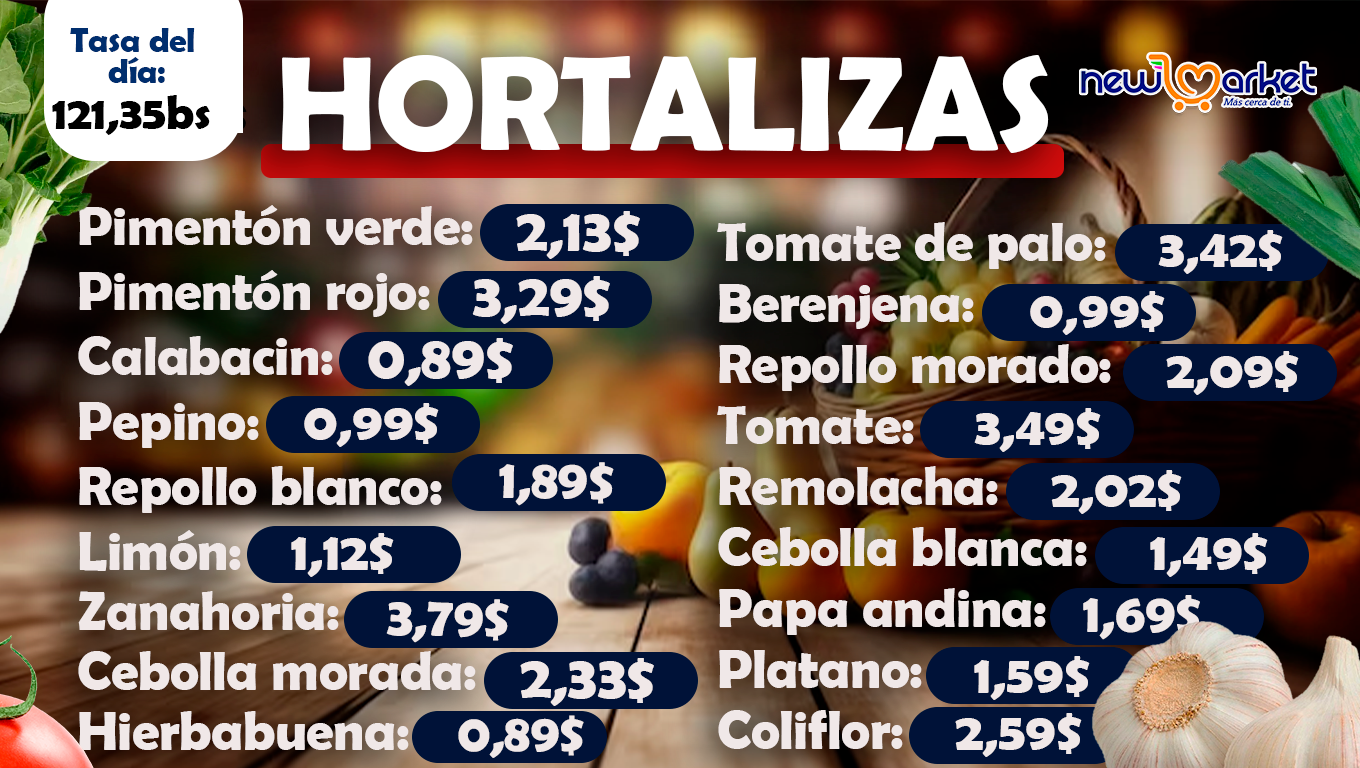 Tasa del
día:
121,35bs
HORTALIZAS
newmarket
Más cerca de ti.
Pimentón verde: 2,13$
Pimentón rojo: 3,29$
Calabacin: 0,89$
Pepino: 0,99$
Repollo blanco: 1,89$
Limón: 1,12$
Zanahoria: 3,79$
Cebolla morada: 2,33$
Hierbabuena: 0,89$
Tomate de palo: 3,42$
Berenjena: 0,99$
Repollo morado: 2,09$
Tomate: 3,49$
Remolacha: 2,02$
Cebolla blanca: 1,49$
Papa andina: 1,69$
Platano: 1,59$
Coliflor: 2,59$